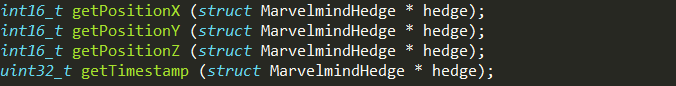 int16_t getPositionX (struct MarvelmindHedge * hedge);
int16_t getPositionY (struct MarvelmindHedge * hedge);
int16_t getPositionZ (struct MarvelmindHedge * hedge);
uint32_t getTimestamp (struct MarvelmindHedge * hedge);